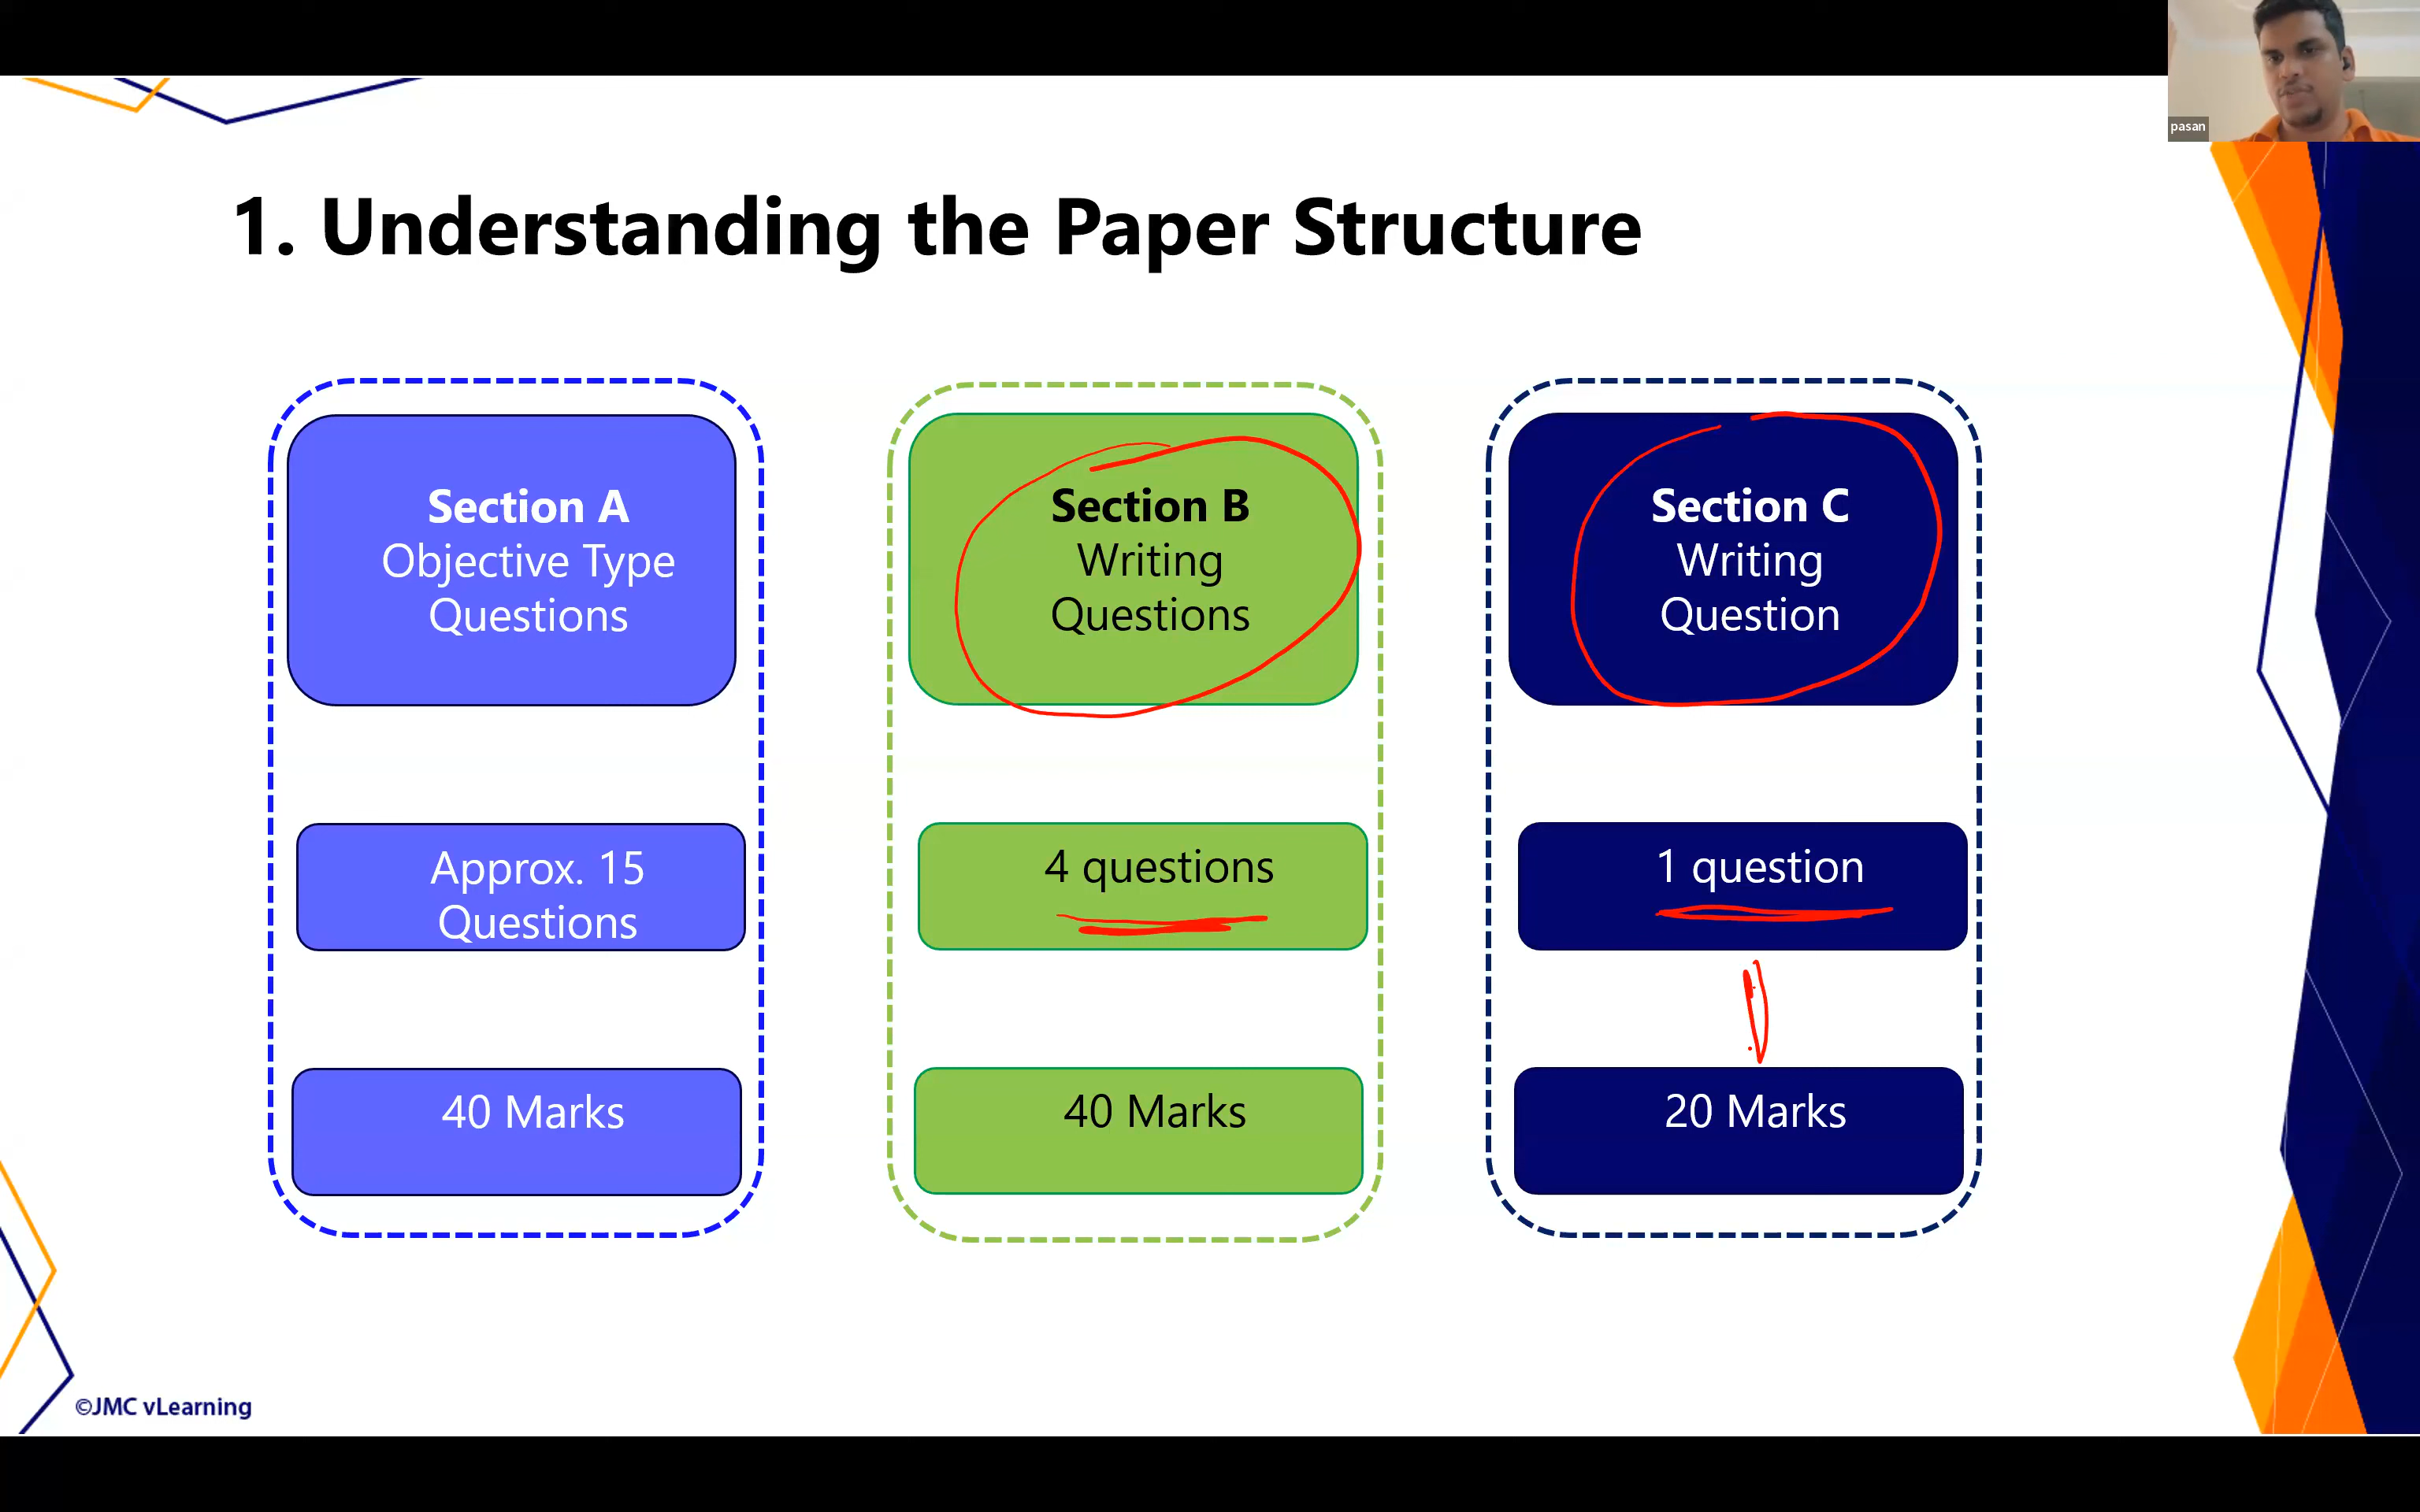 pasan
1. Understanding the Paper Structure
Section A
Objective Type
Questions
Approx. 15
Questions
40 Marks
Section B
Writing
Questions
4 questions
40 Marks
Section C
Writing
Question
1 question
20 Marks
©JMC vLearning